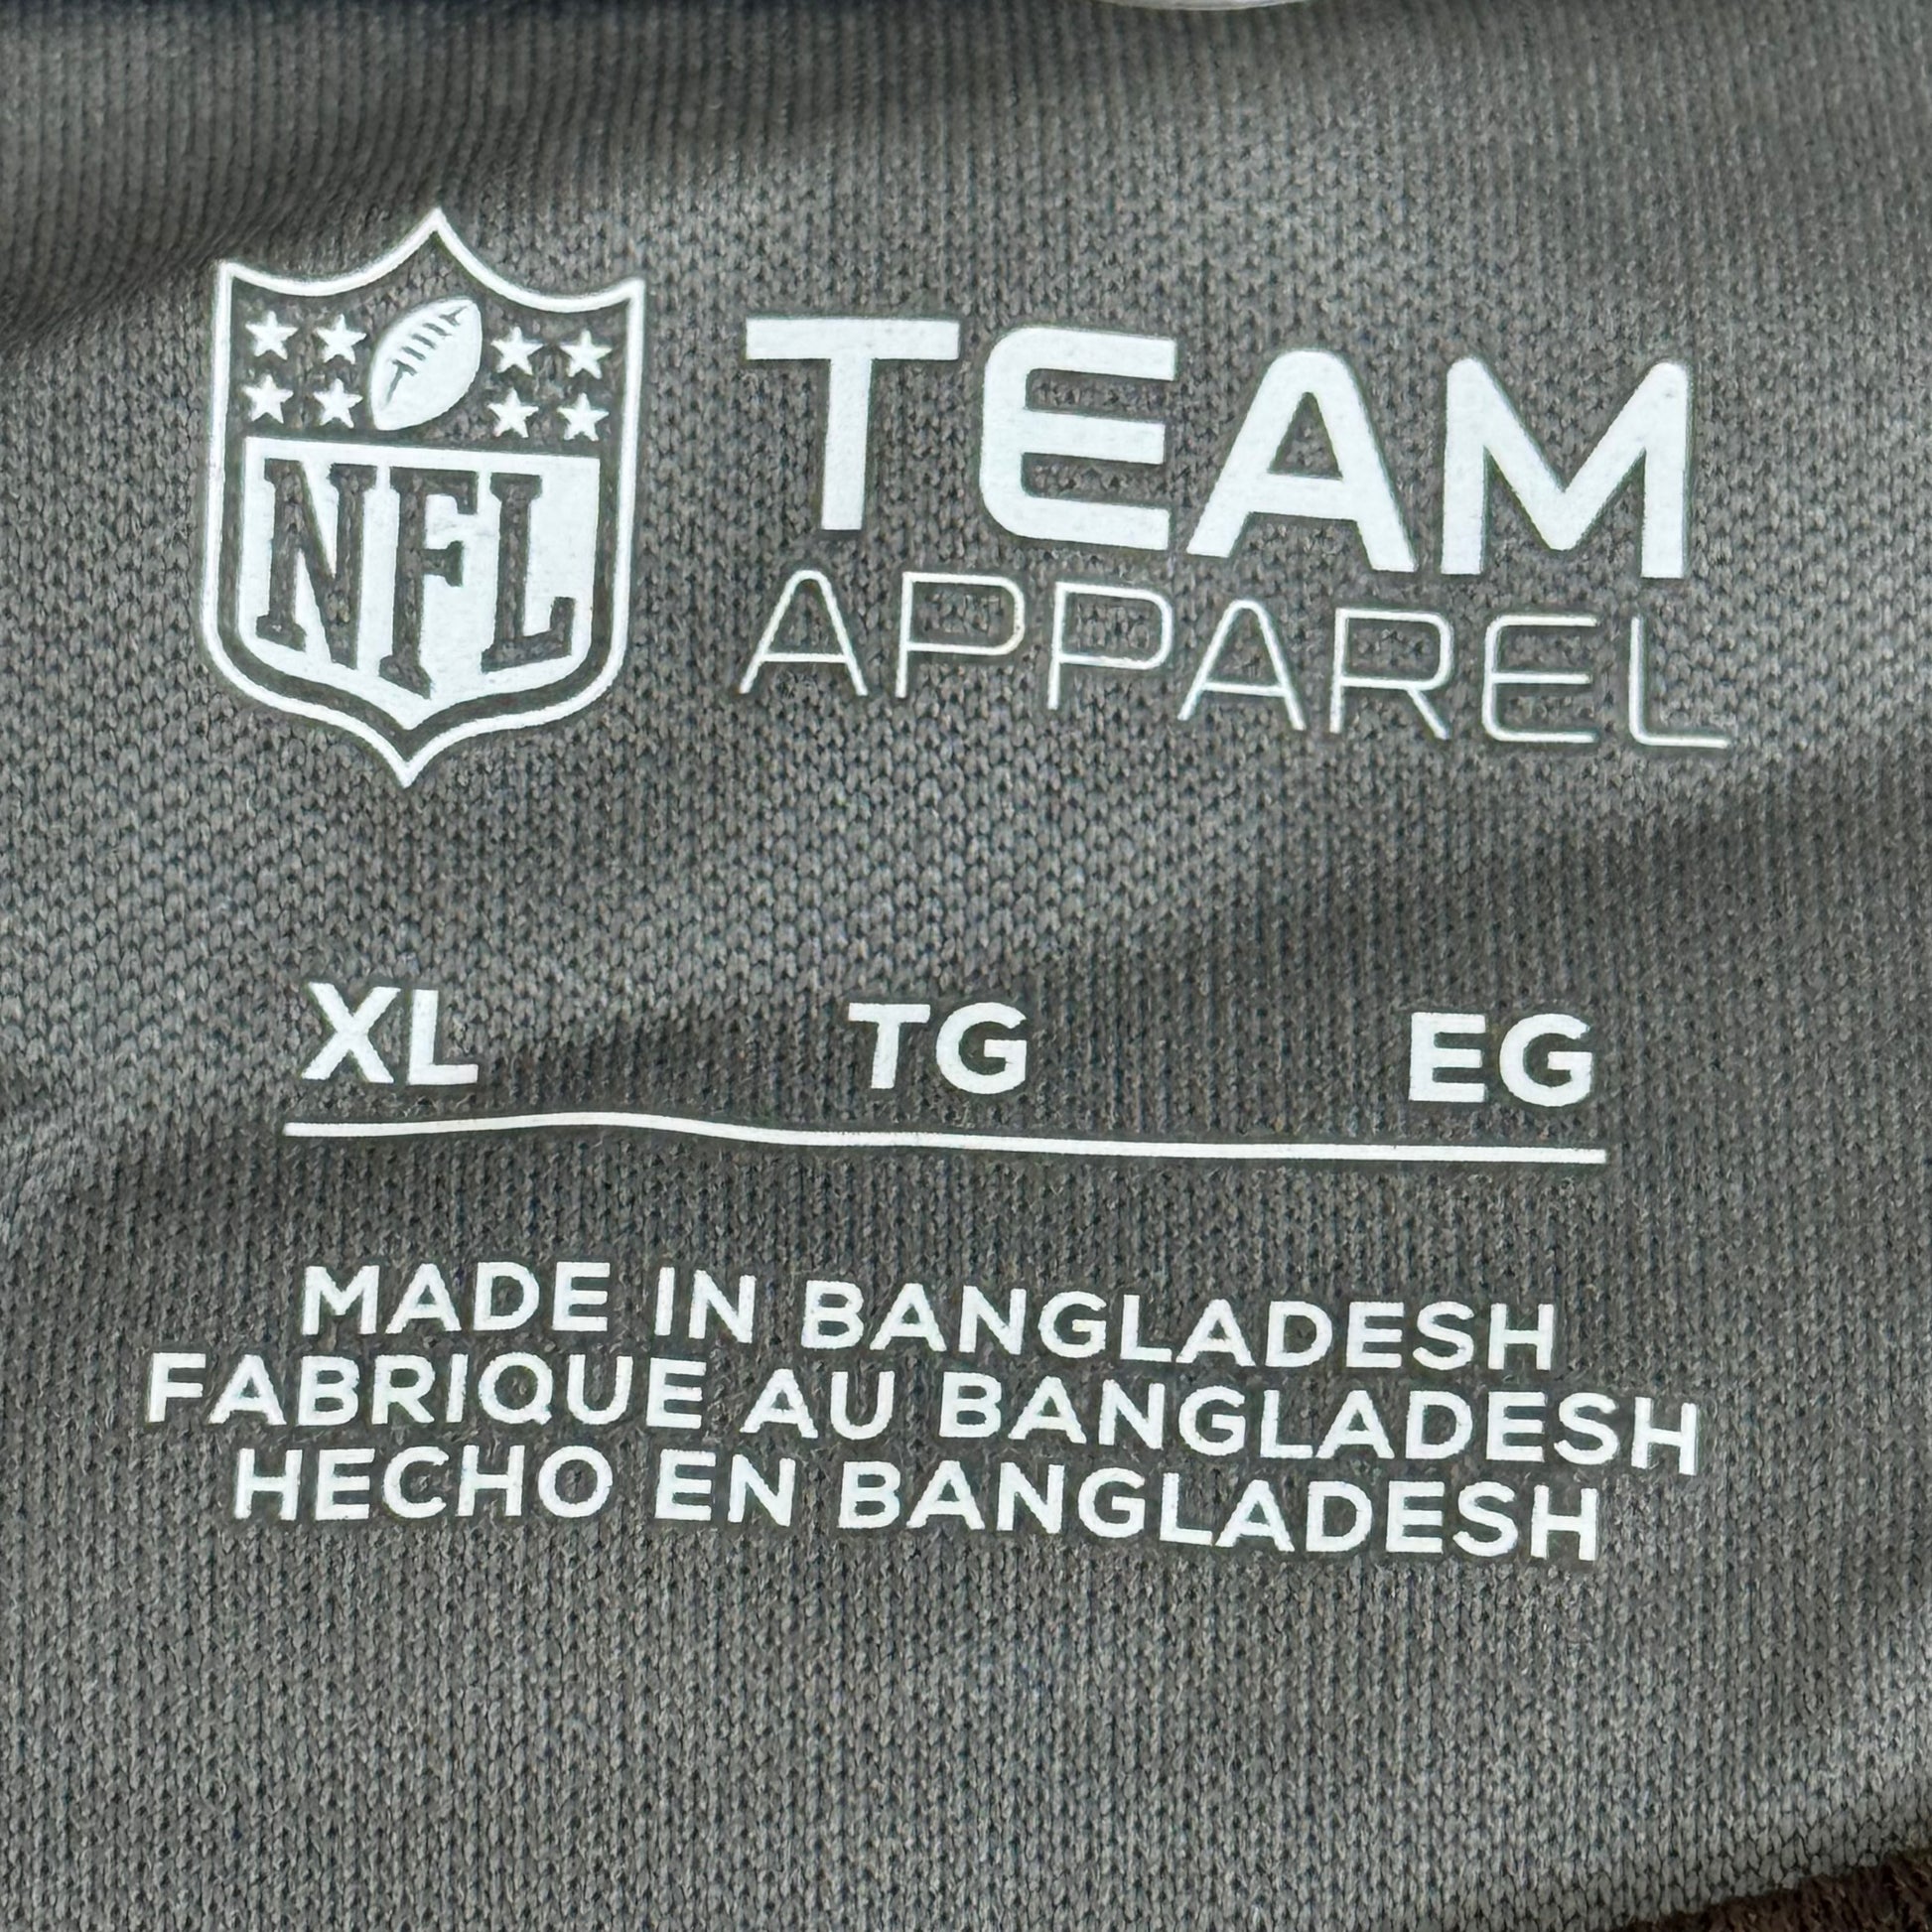 NFL
TEAM
APPAREL
XL TG EG
MADE IN BANGLADESH
FABRIQUE AU BANGLADESH
HECHO EN BANGLADESH